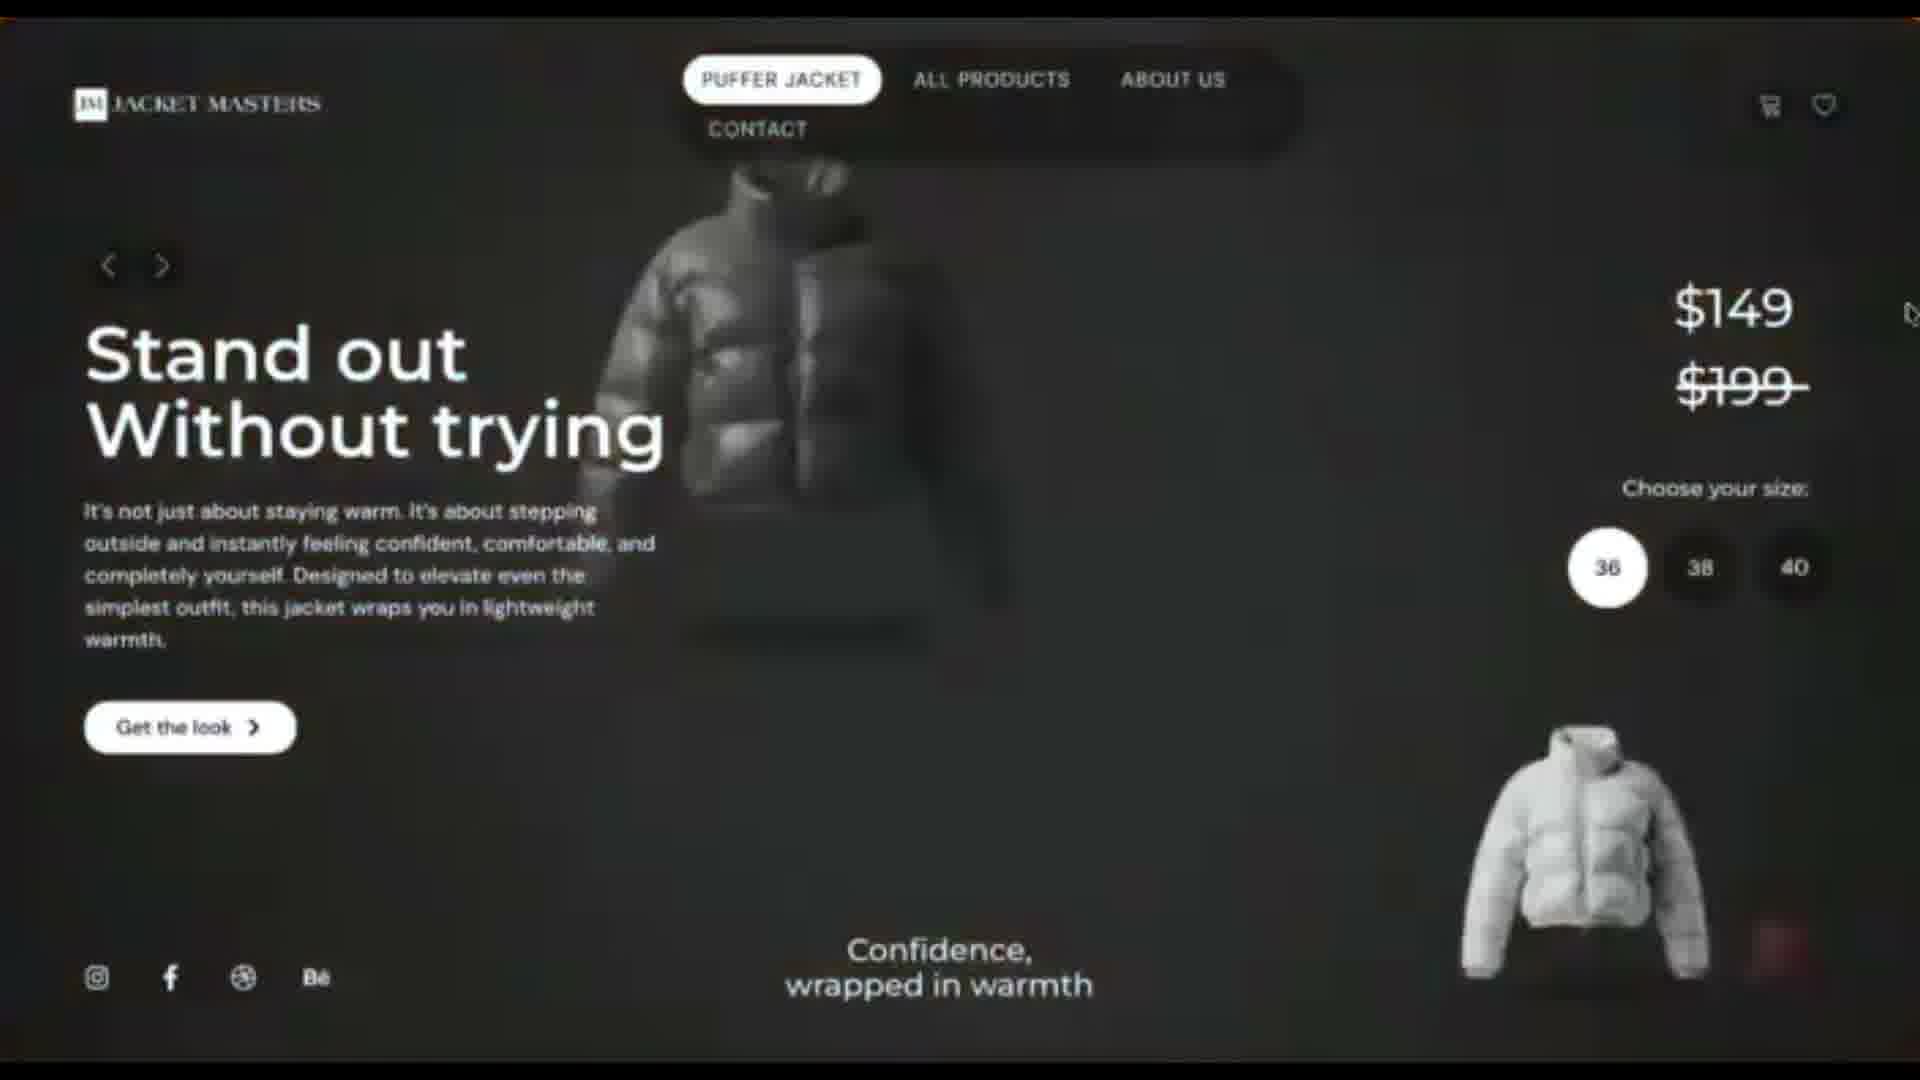 JM JACKET MASTERS
PUFFER JACKET ALL PRODUCTS ABOUT US
CONTACT
Stand out
Without trying
It's not just about staying warm. It's about stepping
outside and instantly feeling confident, comfortable, and
completely yourself. Designed to elevate even the
simplest outfit, this jacket wraps you in lightweight
warmth.
Get the look
$149
$199
Choose your size:
36 38 40
Bē
Confidence,
wrapped in warmth